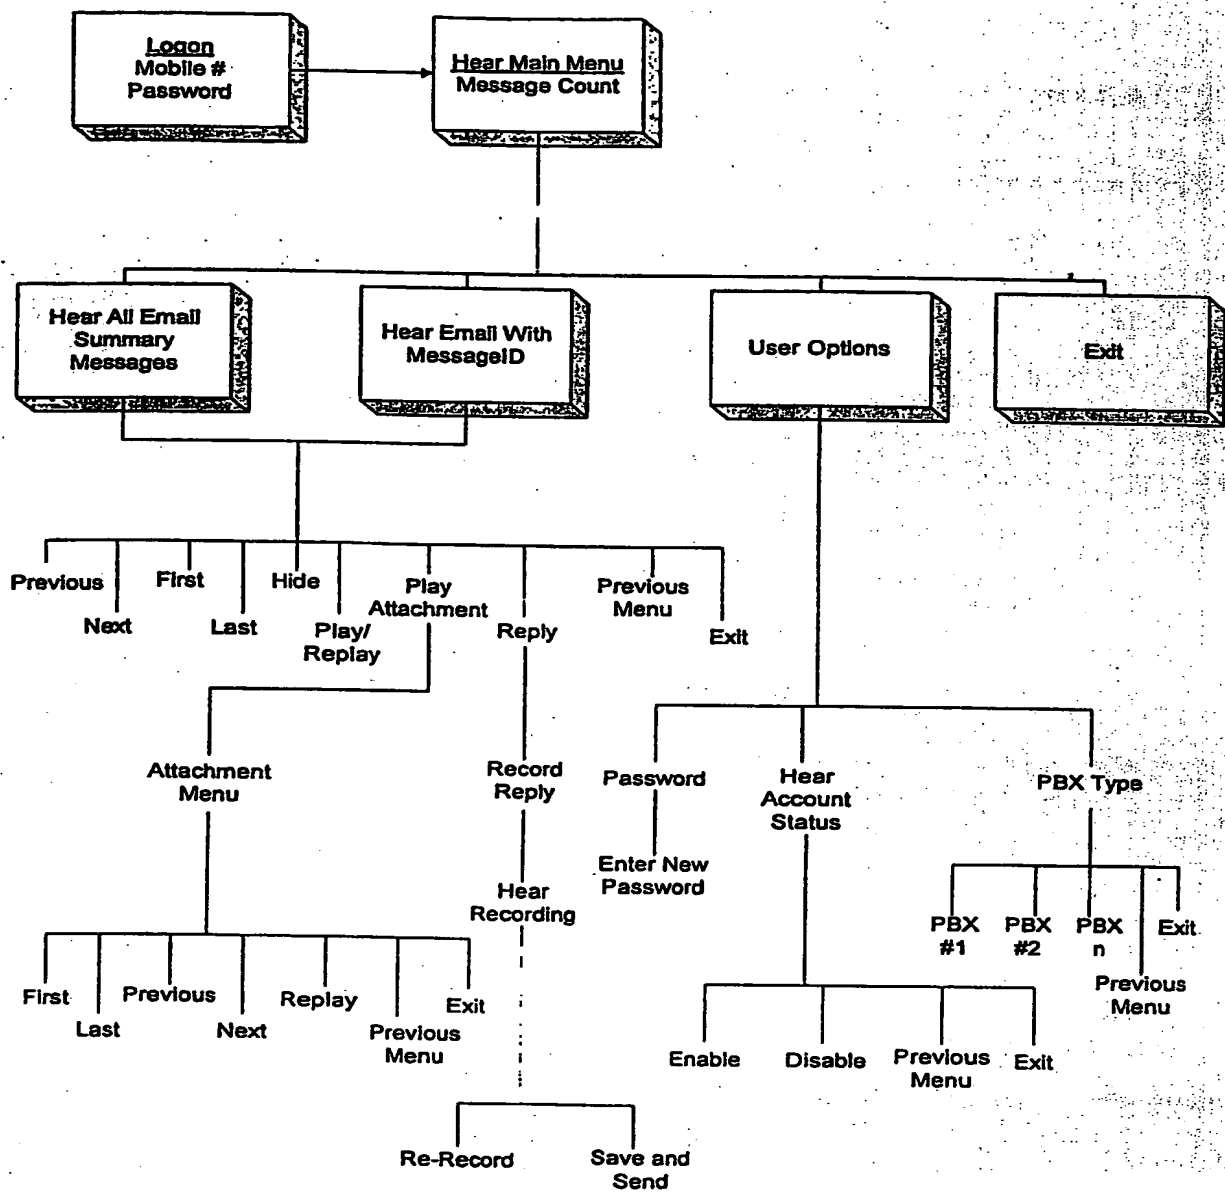 Logon
Mobile #
Password
Hear Main Menu
Message Count
Hear All Email
Summary
Messages
Hear Email With
MessageID
User Options
Exit
Previous
Next
First
Last
Hide
Play/
Replay
Play
Attachment
Reply
Previous
Menu
Exit
Attachment
Menu
Record
Reply
Hear
Recording
Password
Enter New
Password
Hear
Account
Status
PBX Type
PBX
#1
PBX
#2
PBX
n
Previous
Menu
Exit
First
Last
Previous
Next
Replay
Previous
Menu
Exit
Enable
Disable
Previous
Menu
Exit
Re-Record
Save and
Send